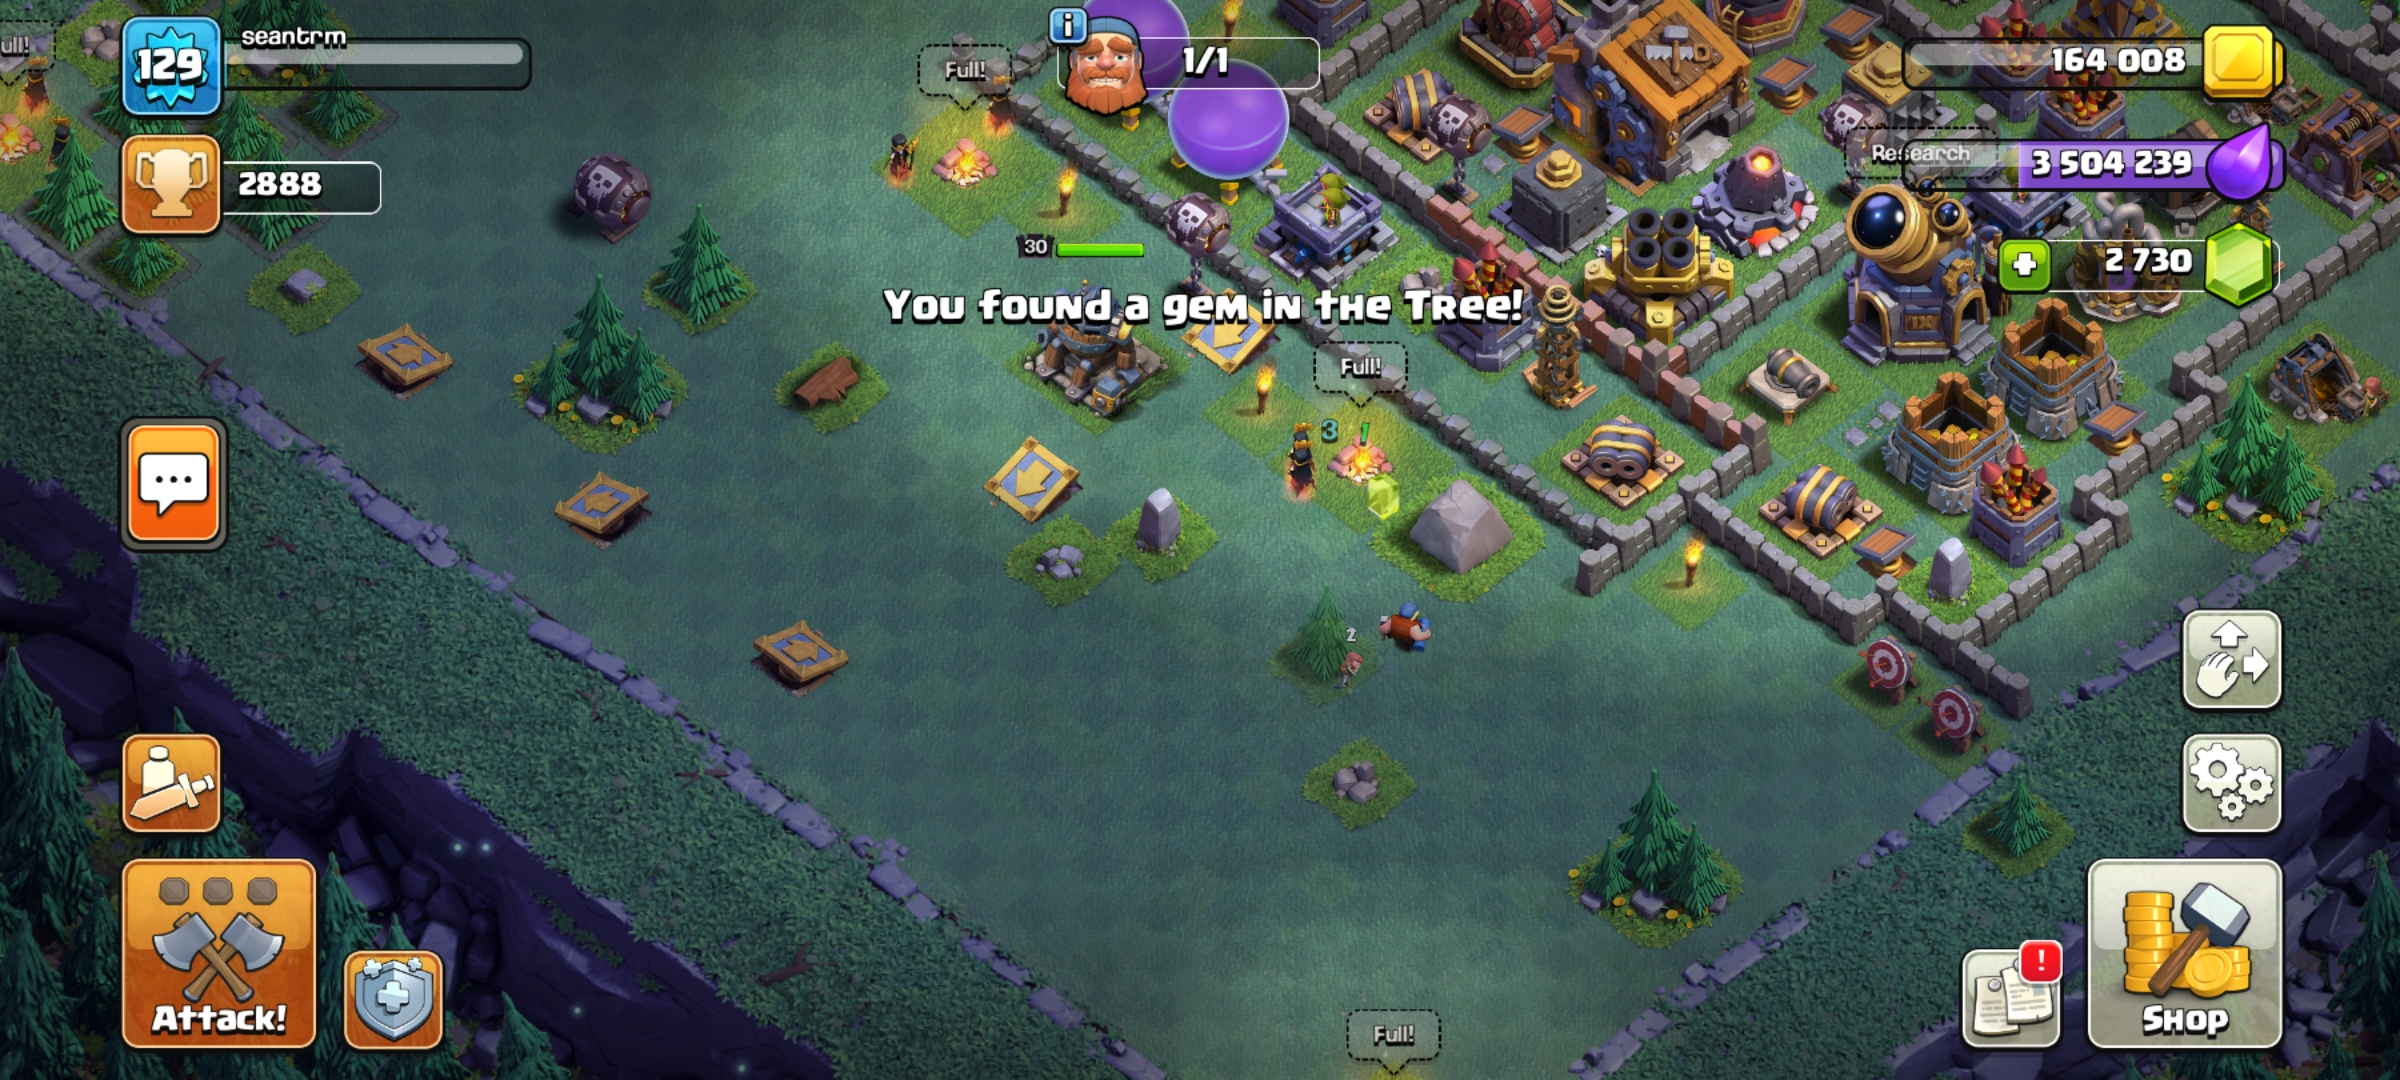 ull!
129
seantrm
Full!
i
1/1
164 008
Research
3 504 239
2888
30
+
2 730
You found a gem in the Tree!
Full!
3
IX
2
Attack!
!
Shop
Full!